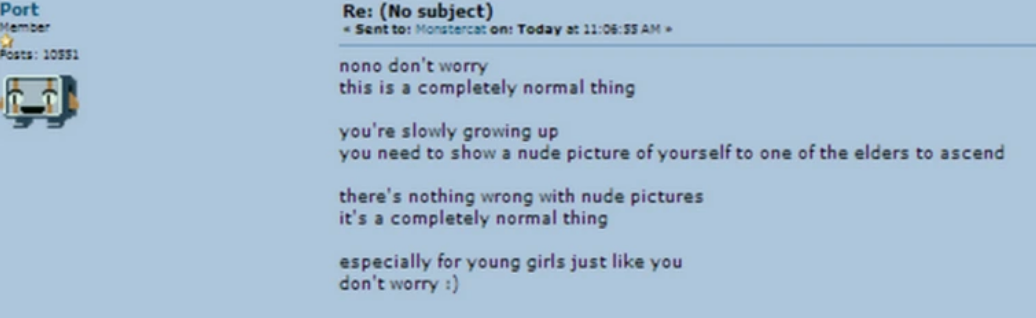 Port
Member
Posts: 10551
Re: (No subject)
« Sent to: Monstercat on: Today at 11:06:55 AM »
nono don't worry
this is a completely normal thing
you're slowly growing up
you need to show a nude picture of yourself to one of the elders to ascend
there's nothing wrong with nude pictures
it's a completely normal thing
especially for young girls just like you
don't worry :)